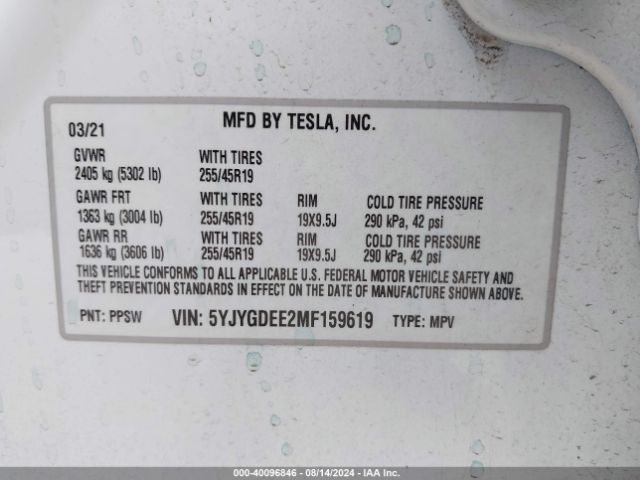 MFD BY TESLA, INC.
03/21
GVWR WITH TIRES
2405 kg (5302 lb) 255/45R19
GAWR FRT WITH TIRES RIM COLD TIRE PRESSURE
1363 kg (3004 lb) 255/45R19 19X9.5J 290 kPa, 42 psi
GAWR RR WITH TIRES RIM COLD TIRE PRESSURE
1636 kg (3606 lb) 255/45R19 19X9.5J 290 kPa, 42 psi
THIS VEHICLE CONFORMS TO ALL APPLICABLE U.S. FEDERAL MOTOR VEHICLE SAFETY AND
THEFT PREVENTION STANDARDS IN EFFECT ON THE DATE OF MANUFACTURE SHOWN ABOVE.
PNT: PPSW VIN: 5YJYGDEE2MF159619 TYPE: MPV
000-40096846 - 08/14/2024 - IAAI.COM